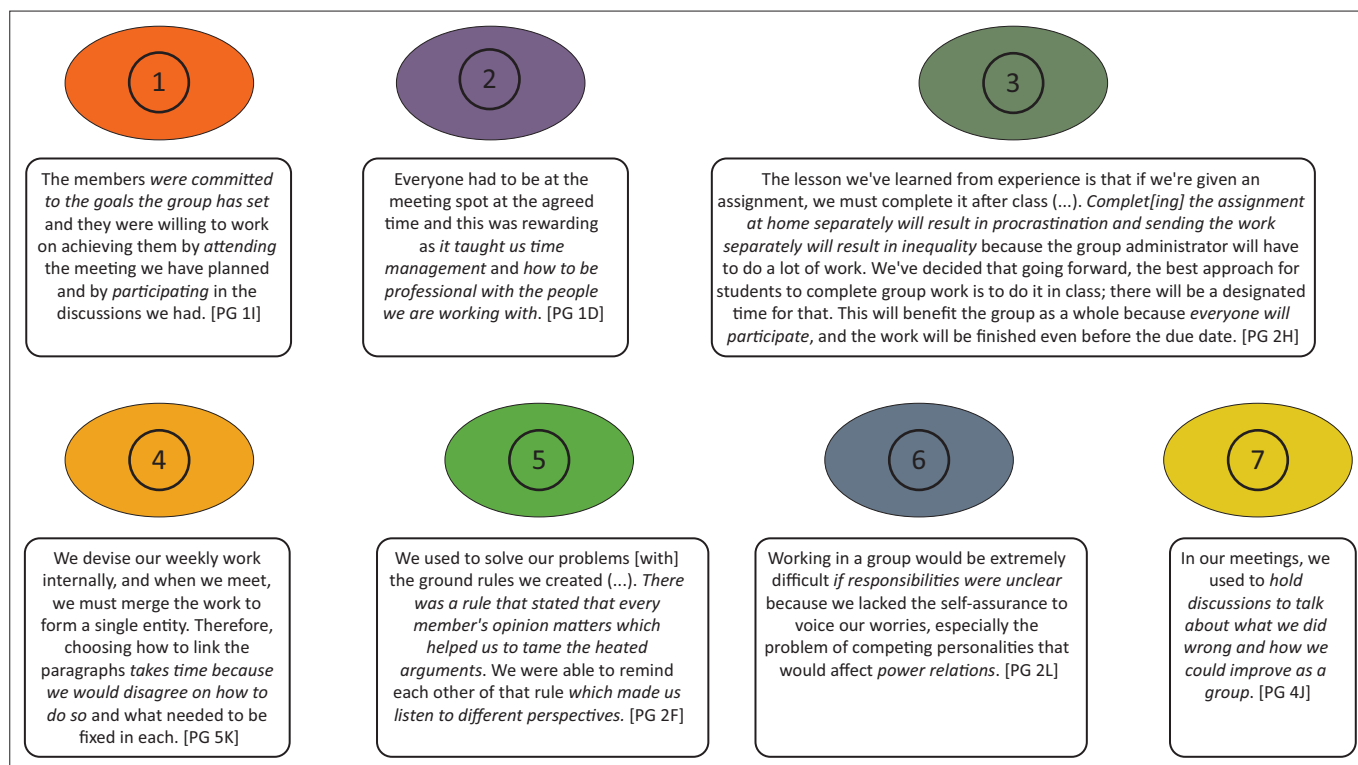 1
The members were committed
to the goals the group has set
and they were willing to work
on achieving them by attending
the meeting we have planned
and by participating in the
discussions we had. [PG 1I]
2
Everyone had to be at the
meeting spot at the agreed
time and this was rewarding
as it taught us time
management and how to be
professional with the people
we are working with. [PG 1D]
3
The lesson we've learned from experience is that if we're given an
assignment, we must complete it after class (...). Complet[ing] the assignment
at home separately will result in procrastination and sending the work
separately will result in inequality because the group administrator will have
to do a lot of work. We've decided that going forward, the best approach for
students to complete group work is to do it in class; there will be a designated
time for that. This will benefit the group as a whole because everyone will
participate, and the work will be finished even before the due date. [PG 2H]
4
We devise our weekly work
internally, and when we meet,
we must merge the work to
form a single entity. Therefore,
choosing how to link the
paragraphs takes time because
we would disagree on how to
do so and what needed to be
fixed in each. [PG 5K]
5
We used to solve our problems [with]
the ground rules we created (...). There
was a rule that stated that every
member's opinion matters which
helped us to tame the heated
arguments. We were able to remind
each other of that rule which made us
listen to different perspectives. [PG 2F]
6
Working in a group would be extremely
difficult if responsibilities were unclear
because we lacked the self-assurance to
voice our worries, especially the
problem of competing personalities that
would affect power relations. [PG 2L]
7
In our meetings, we
used to hold
discussions to talk
about what we did
wrong and how we
could improve as a
group. [PG 4J]